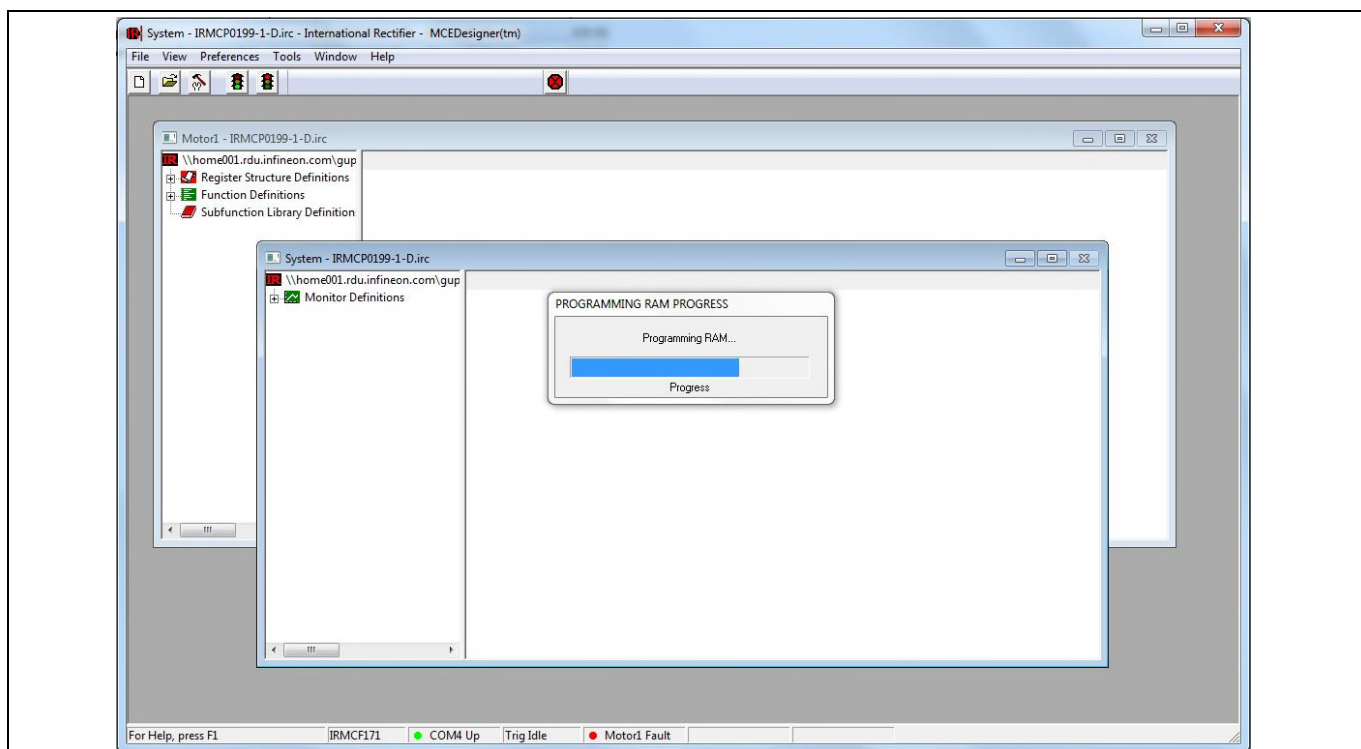 System - IRMCP0199-1-D.irc - International Rectifier - MCEDesigner(tm)
File View Preferences Tools Window Help
Motor1 - IRMCP0199-1-D.irc
IR \\home001.rdu.infineon.com\gup
Register Structure Definitions
Function Definitions
Subfunction Library Definition
System - IRMCP0199-1-D.irc
IR \\home001.rdu.infineon.com\gup
Monitor Definitions
PROGRAMMING RAM PROGRESS
Programming RAM...
Progress
For Help, press F1 IRMCF171 COM4 Up Trig Idle Motor1 Fault